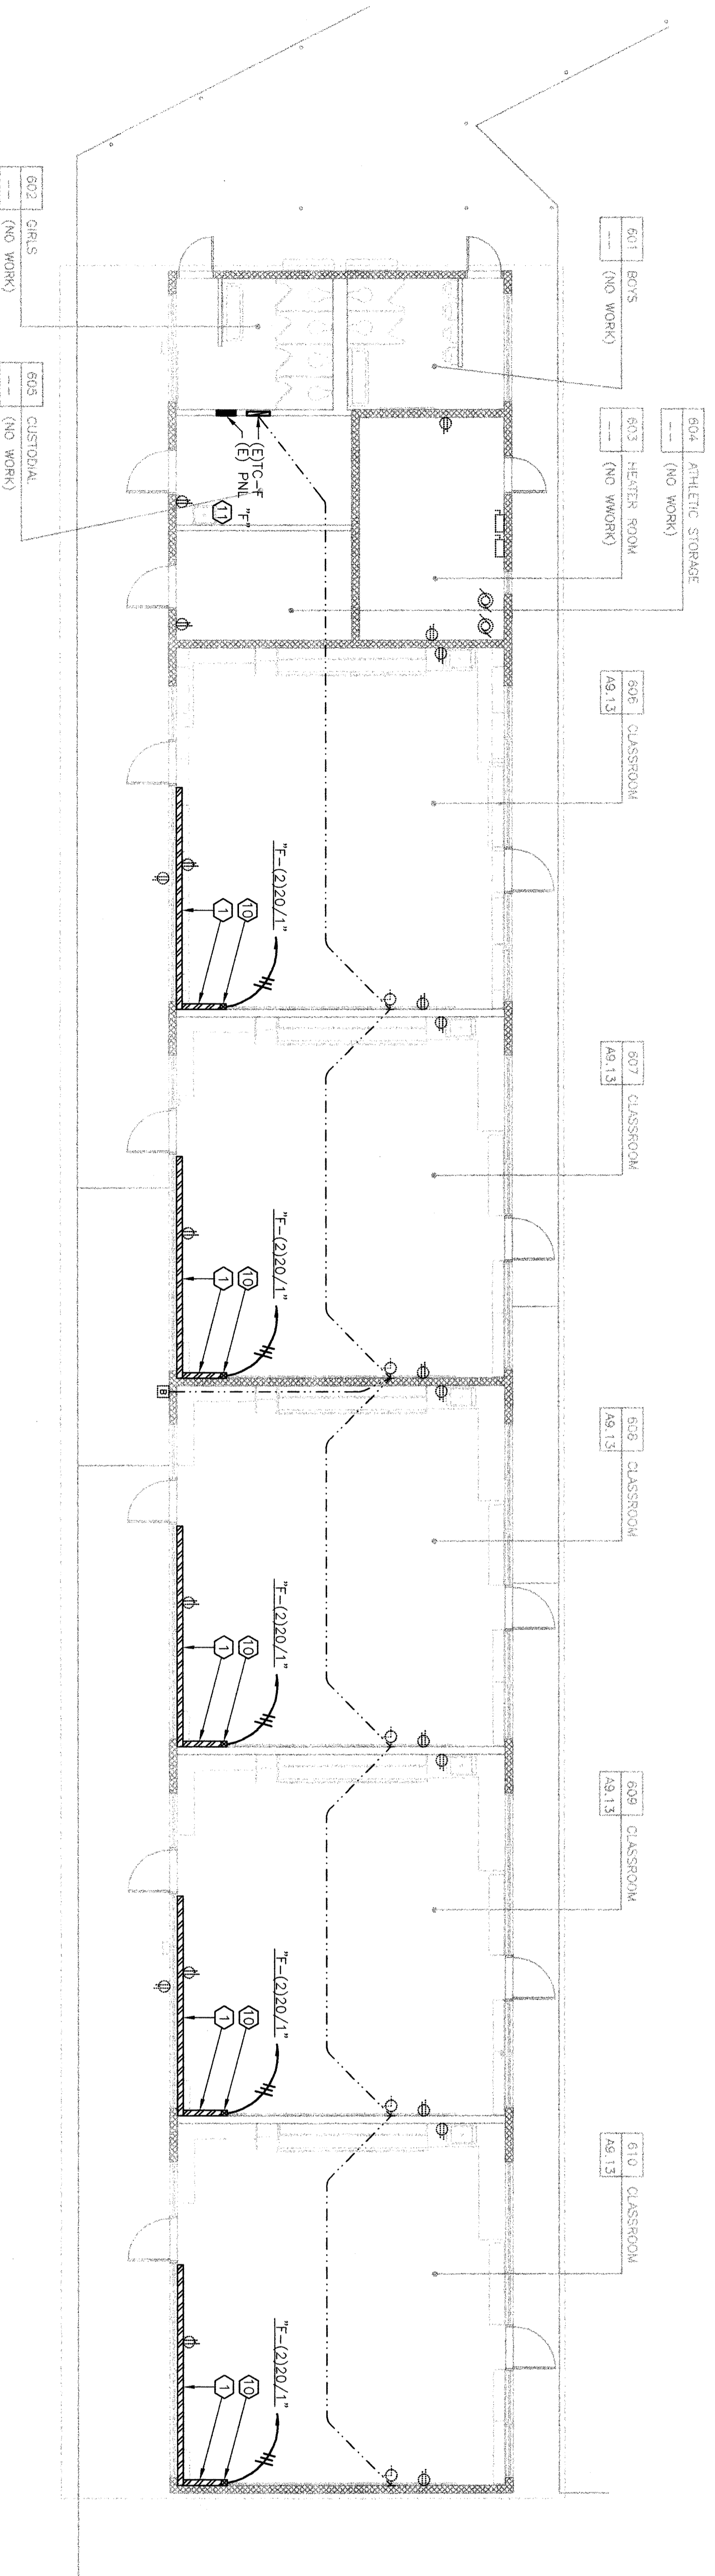 601 BOYS
-- (NO WORK)
604 ATHLETIC STORAGE
-- (NO WORK)
603 HEATER ROOM
-- (NO WWORK)
606 CLASSROOM
A9.13
607 CLASSROOM
A9.13
608 CLASSROOM
A9.13
609 CLASSROOM
A9.13
610 CLASSROOM
A9.13
(E)TC-F
(E) PNL "F"
11
"F-(2)20/1"
10
1
"F-(2)20/1"
10
1
"F-(2)20/1"
10
1
"F-(2)20/1"
10
1
"F-(2)20/1"
10
1
B
602 GIRLS
-- (NO WORK)
605 CUSTODIAL
-- (NO WORK)